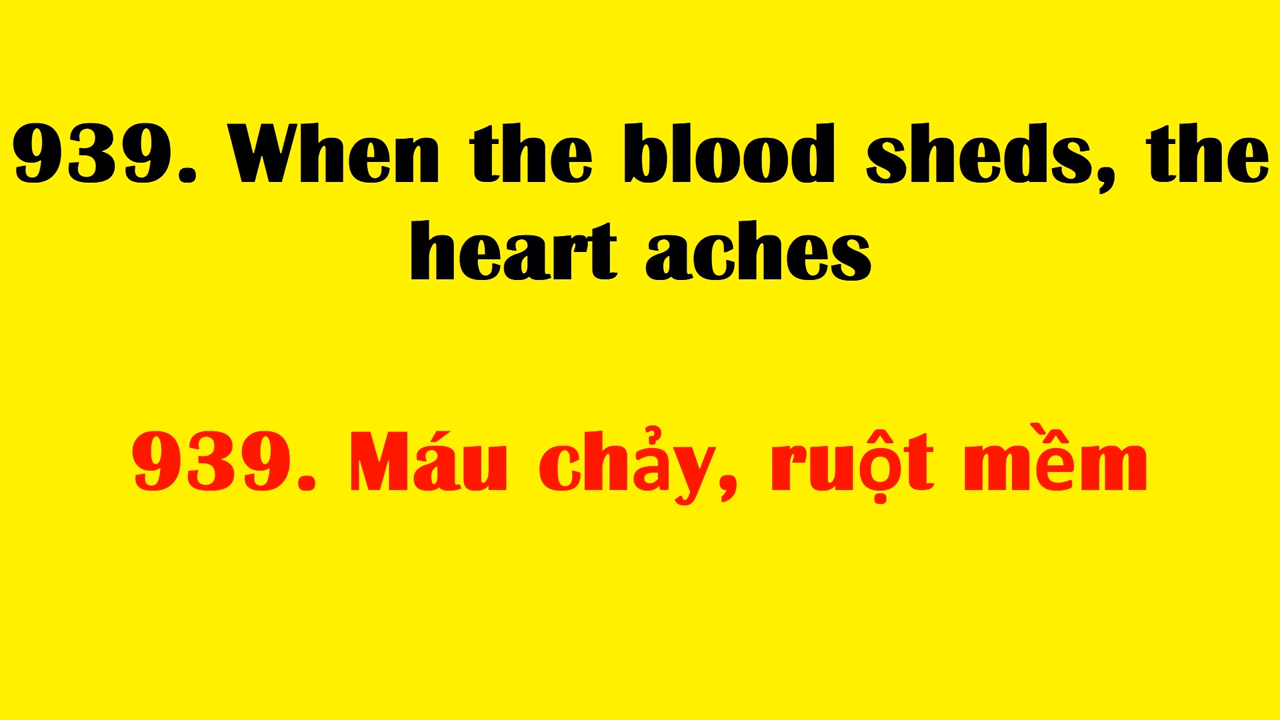 939. When the blood sheds, the
heart aches
939. Máu chảy, ruột mềm